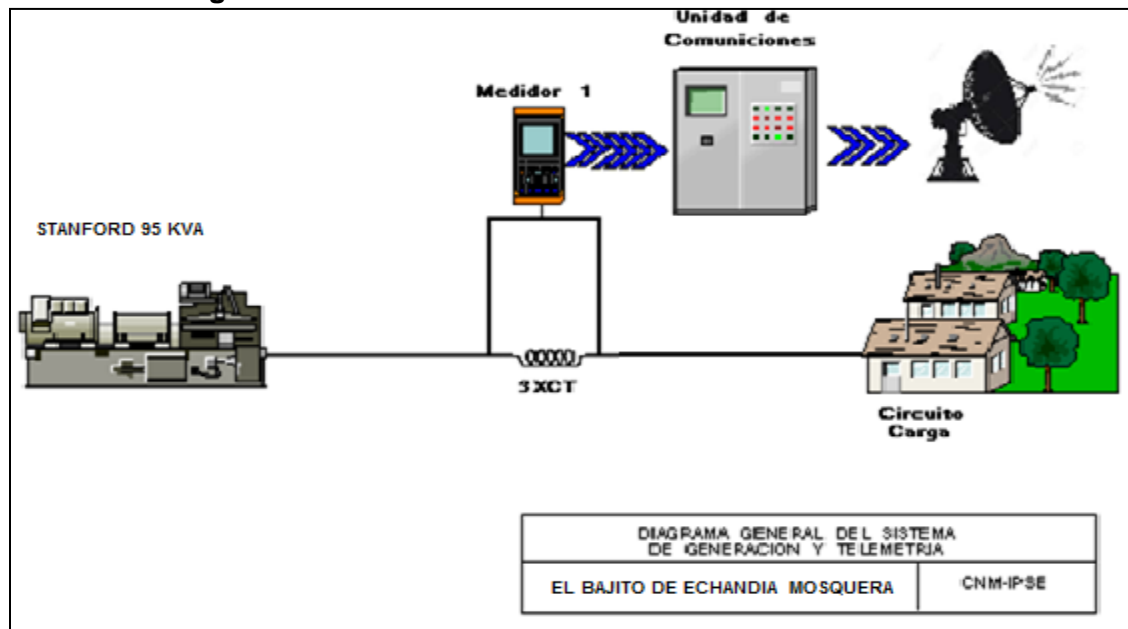 Unidad de
Comuniciones
Medidor 1
STANFORD 95 KVA
3XCT
Circuito
Carga
DIAGRAMA GENERAL DEL SISTEMA
DE GENERACION Y TELEMETRIA
EL BAJITO DE ECHANDIA MOSQUERA
CNM-IPSE